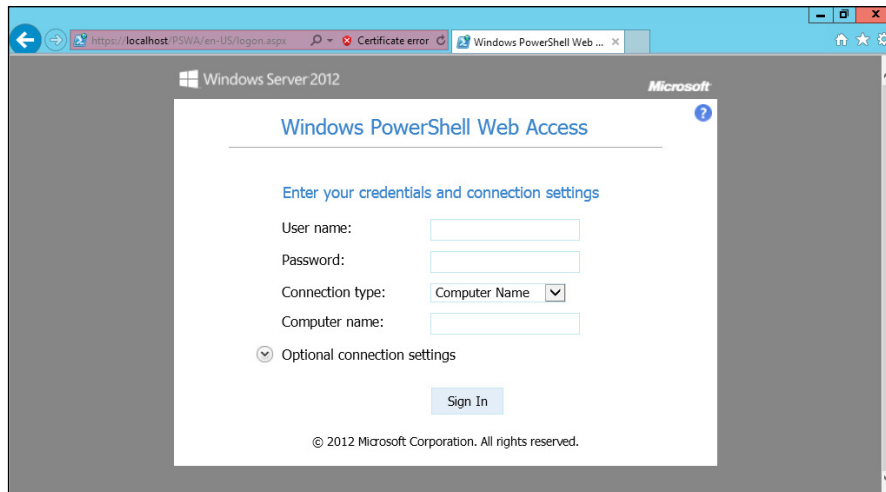 https://localhost/PSWA/en-US/logon.aspx Certificate error Windows PowerShell Web ...
Windows Server 2012
Microsoft
Windows PowerShell Web Access
Enter your credentials and connection settings
User name:
Password:
Connection type: Computer Name
Computer name:
Optional connection settings
Sign In
© 2012 Microsoft Corporation. All rights reserved.